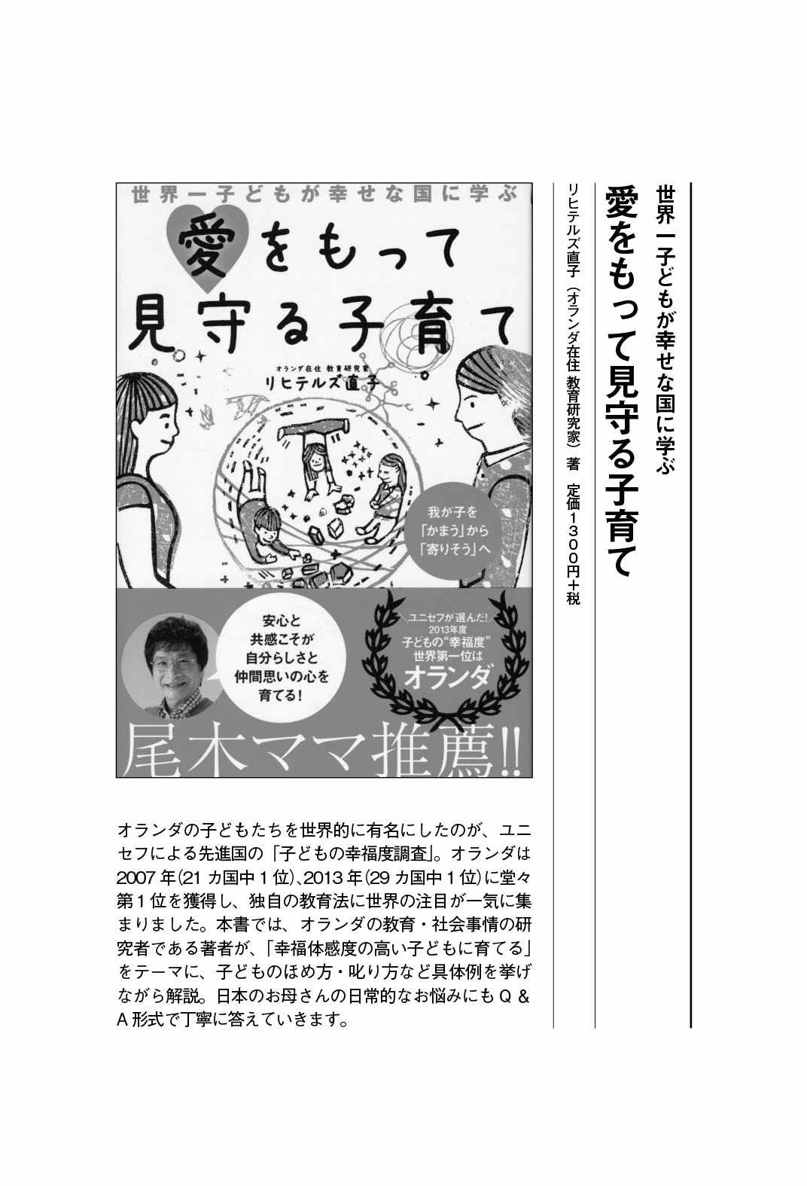 世界一子どもが幸せな国に学ぶ
愛をもって見守る子育て
リヒテルズ直子（オランダ在住 教育研究家）著　定価1300円＋税
世界一子どもが幸せな国に学ぶ
愛をもって
見守る子育て
オランダ在住 教育研究家
リヒテルズ直子
我が子を
「かまう」から
「寄りそう」へ
安心と
共感こそが
自分らしさと
仲間思いの心を
育てる！
ユニセフが選んだ！
2013年度
子どもの“幸福度”
世界第一位は
オランダ
尾木ママ推薦!!
オランダの子どもたちを世界的に有名にしたのが、ユニ
セフによる先進国の「子どもの幸福度調査」。オランダは
2007年（21カ国中1位）、2013年（29カ国中1位）に堂々
第1位を獲得し、独自の教育法に世界の注目が一気に集
まりました。本書では、オランダの教育・社会事情の研
究者である著者が、「幸福体感度の高い子どもに育てる」
をテーマに、子どものほめ方・叱り方など具体例を挙げ
ながら解説。日本のお母さんの日常的なお悩みにもQ＆
A形式で丁寧に答えていきます。